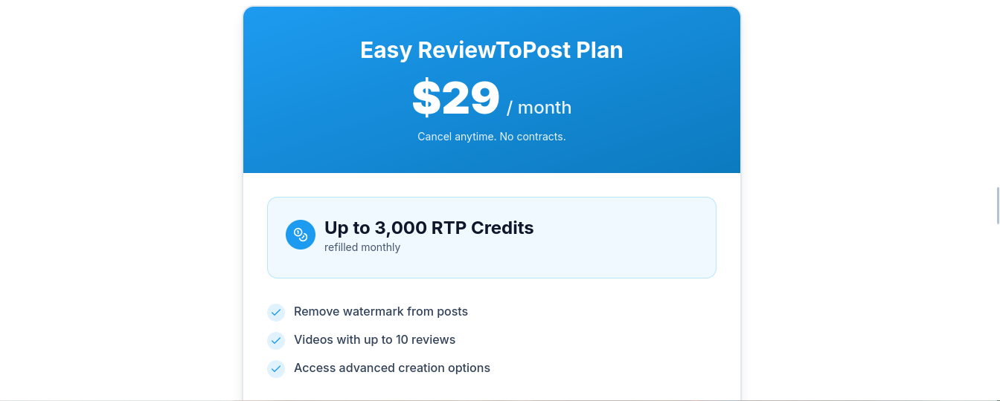 Easy ReviewToPost Plan
$29 / month
Cancel anytime. No contracts.
Up to 3,000 RTP Credits
refilled monthly
Remove watermark from posts
Videos with up to 10 reviews
Access advanced creation options